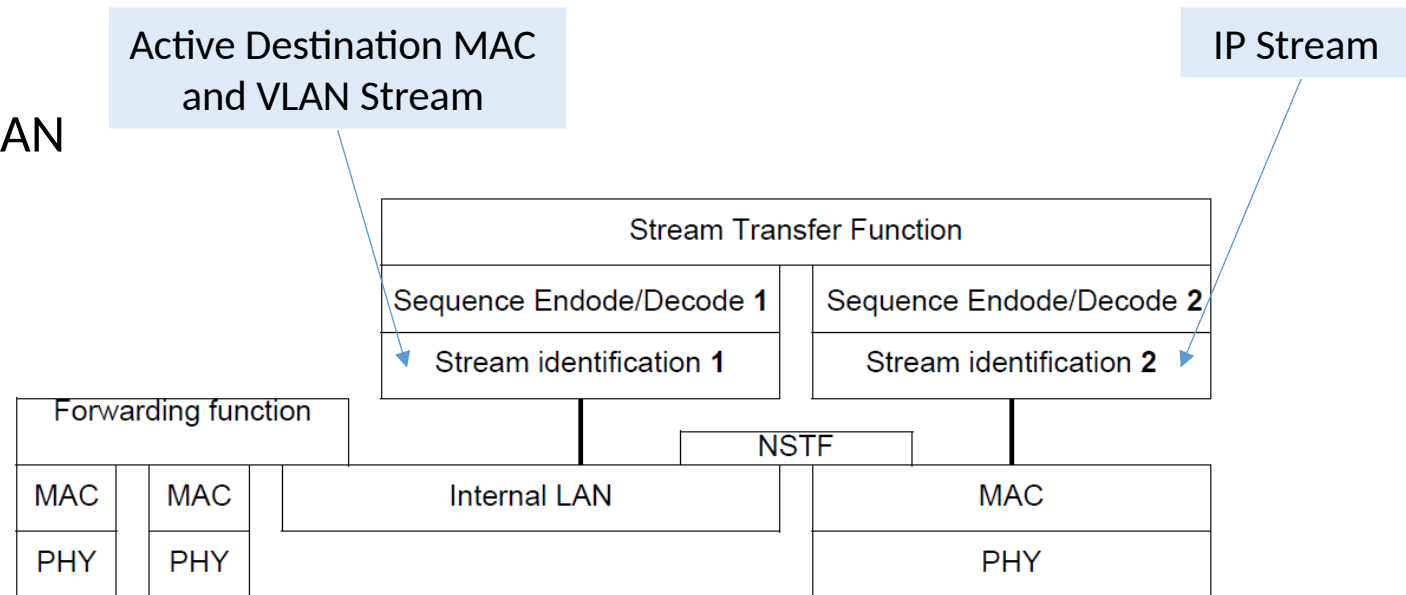 Active Destination MAC
and VLAN Stream
IP Stream
AN
Stream Transfer Function
Sequence Endode/Decode 1
Sequence Endode/Decode 2
Stream identification 1
Stream identification 2
Forwarding function
NSTF
MAC
MAC
Internal LAN
MAC
PHY
PHY
PHY